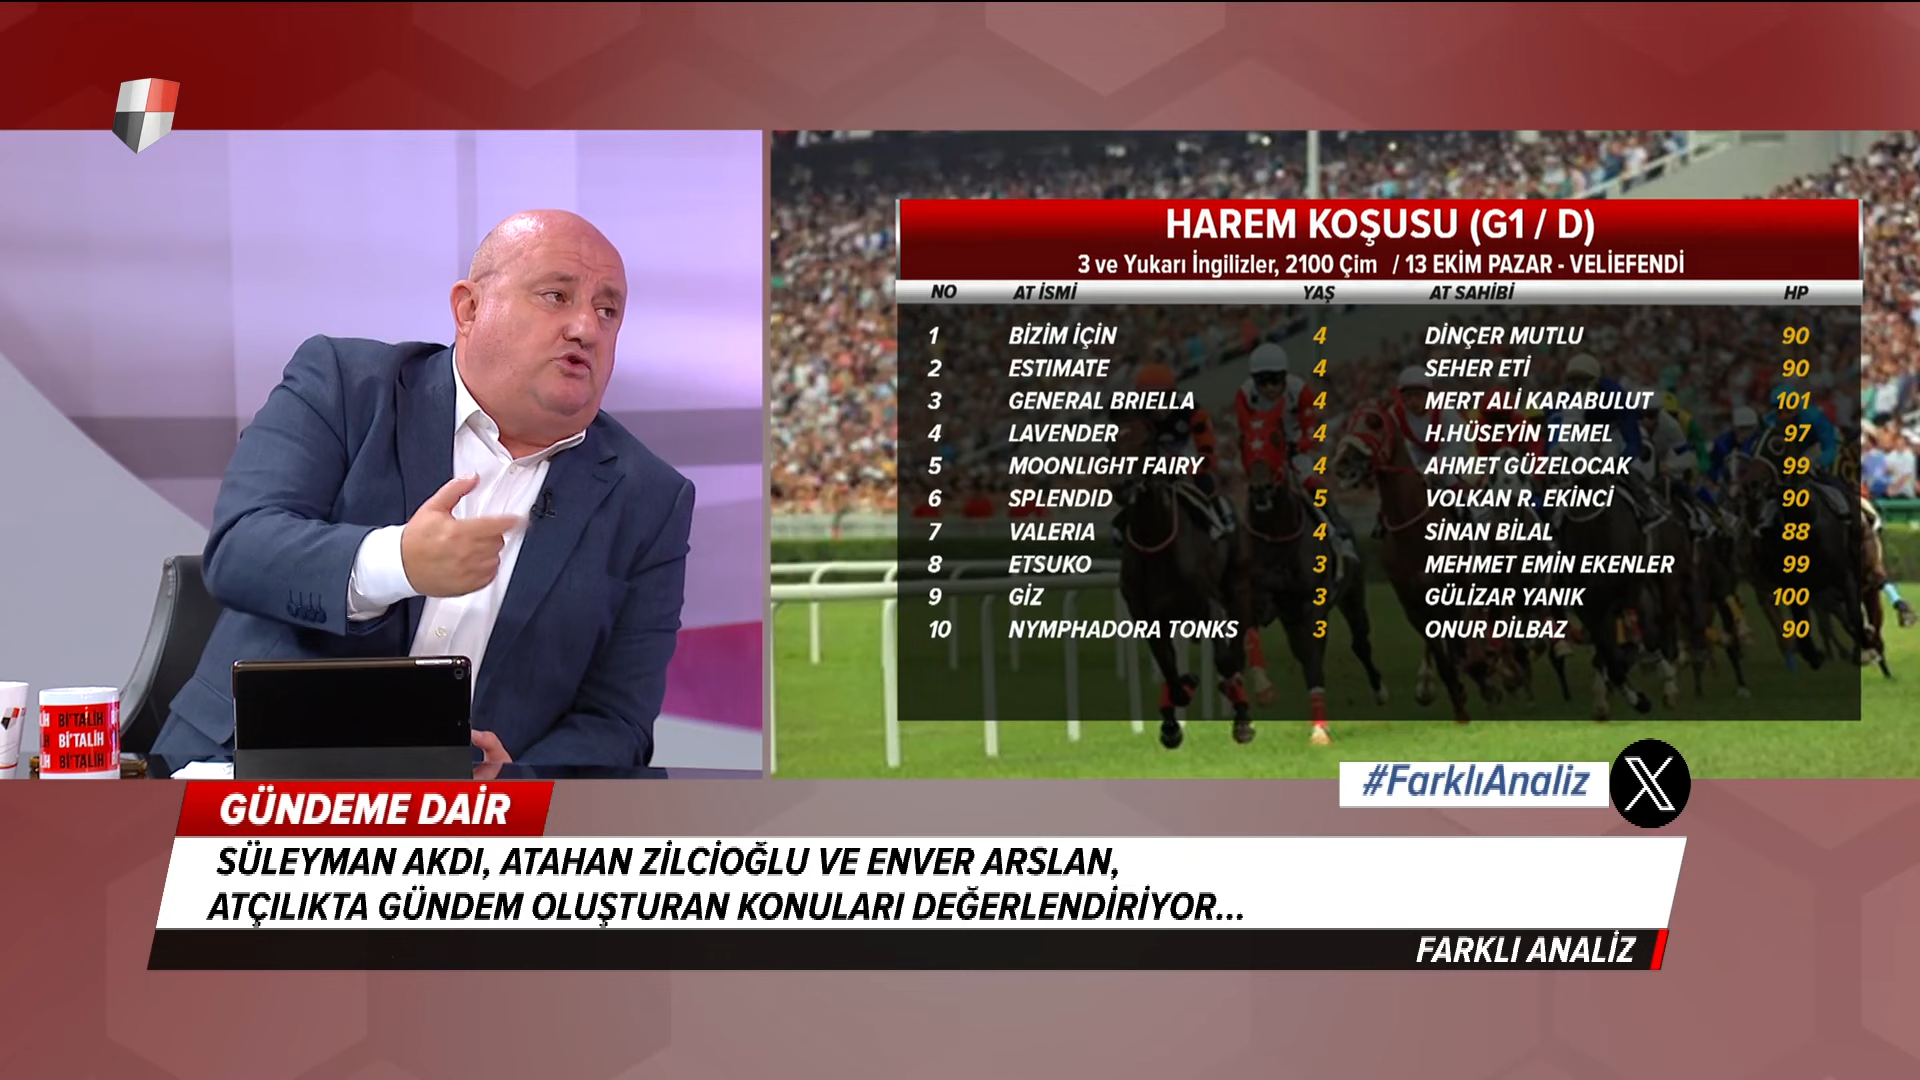 HAREM KOŞUSU (G1 / D)
3 ve Yukarı İngilizler, 2100 Çim / 13 EKİM PAZAR - VELİEFENDİ
NO AT İSMİ YAŞ AT SAHİBİ HP
1 BİZİM İÇİN 4 DİNÇER MUTLU 90
2 ESTIMATE 4 SEHER ETİ 90
3 GENERAL BRIELLA 4 MERT ALİ KARABULUT 101
4 LAVENDER 4 H.HÜSEYİN TEMEL 97
5 MOONLIGHT FAIRY 4 AHMET GÜZELOCAK 99
6 SPLENDID 5 VOLKAN R. EKİNCİ 90
7 VALERIA 4 SİNAN BİLAL 88
8 ETSUKO 3 MEHMET EMİN EKENLER 99
9 GİZ 3 GÜLİZAR YANIK 100
10 NYMPHADORA TONKS 3 ONUR DİLBAZ 90
BİTALİH
BİTALİH
BİTALİH
#FarklıAnaliz
GÜNDEME DAİR
SÜLEYMAN AKDI, ATAHAN ZİLCİOĞLU VE ENVER ARSLAN,
ATÇILIKTA GÜNDEM OLUŞTURAN KONULARI DEĞERLENDİRİYOR...
FARKLI ANALİZ